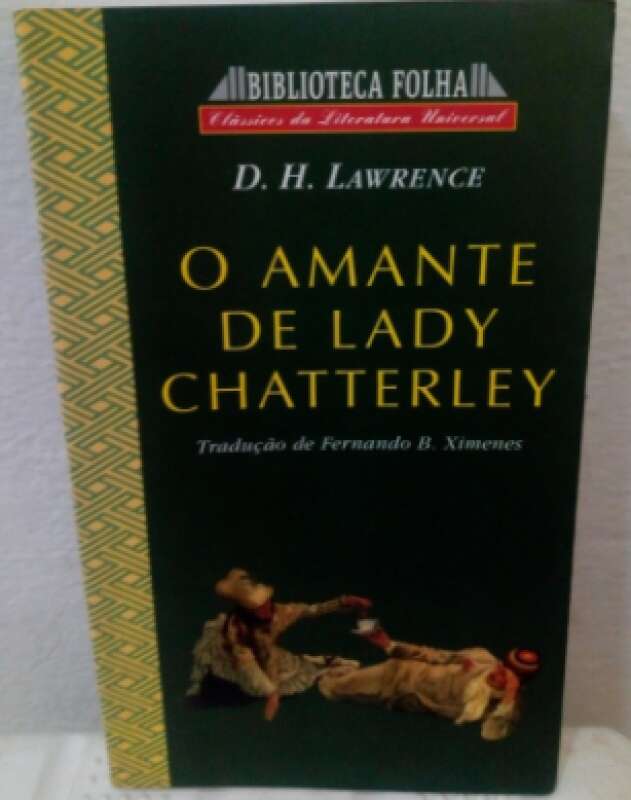 BIBLIOTECA FOLHA
Clássicos da Literatura Universal
D. H. LAWRENCE
O AMANTE
DE LADY
CHATTERLEY
Tradução de Fernando B. Ximenes